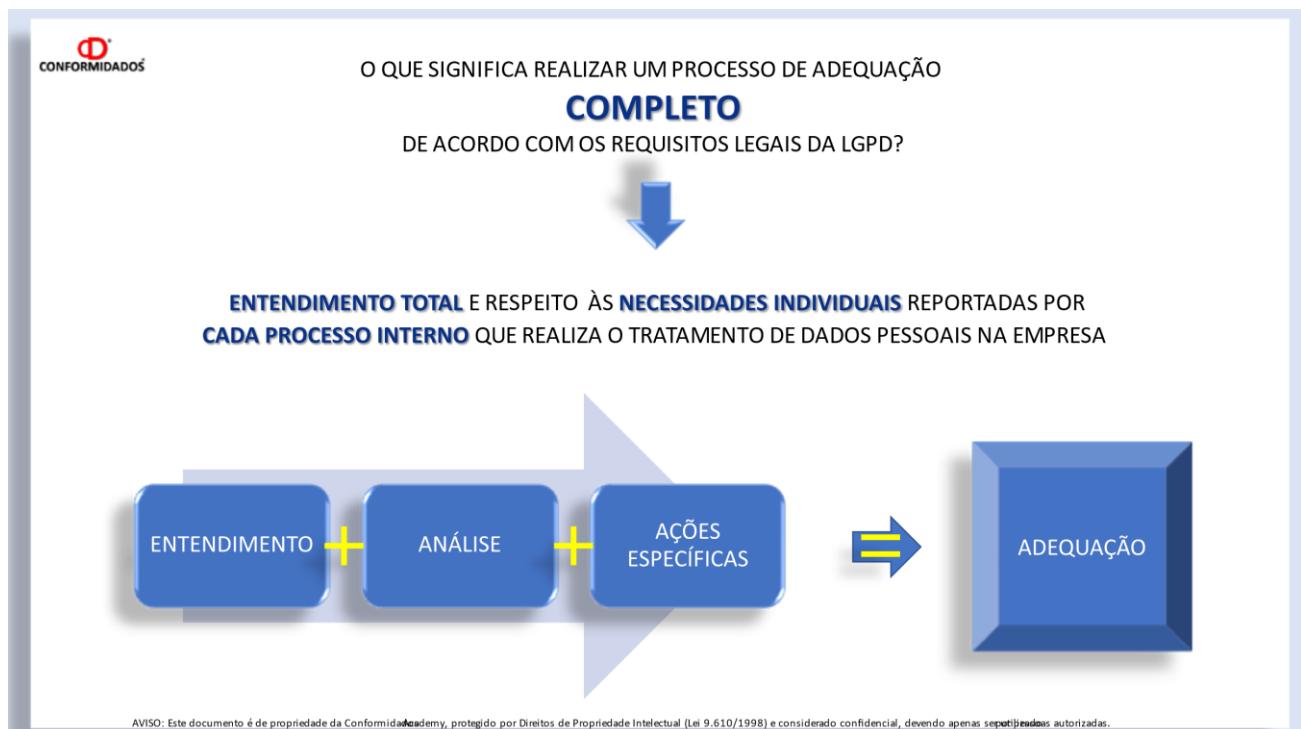 CONFORMIDADOS
O QUE SIGNIFICA REALIZAR UM PROCESSO DE ADEQUAÇÃO
COMPLETO
DE ACORDO COM OS REQUISITOS LEGAIS DA LGPD?
ENTENDIMENTO TOTAL E RESPEITO ÀS NECESSIDADES INDIVIDUAIS REPORTADAS POR
CADA PROCESSO INTERNO QUE REALIZA O TRATAMENTO DE DADOS PESSOAIS NA EMPRESA
ENTENDIMENTO + ANÁLISE + AÇÕES
ESPECÍFICAS = ADEQUAÇÃO
AVISO: Este documento é de propriedade da Conformidados Academy, protegido por Direitos de Propriedade Intelectual (Lei 9.610/1998) e considerado confidencial, devendo apenas ser autorizadas.